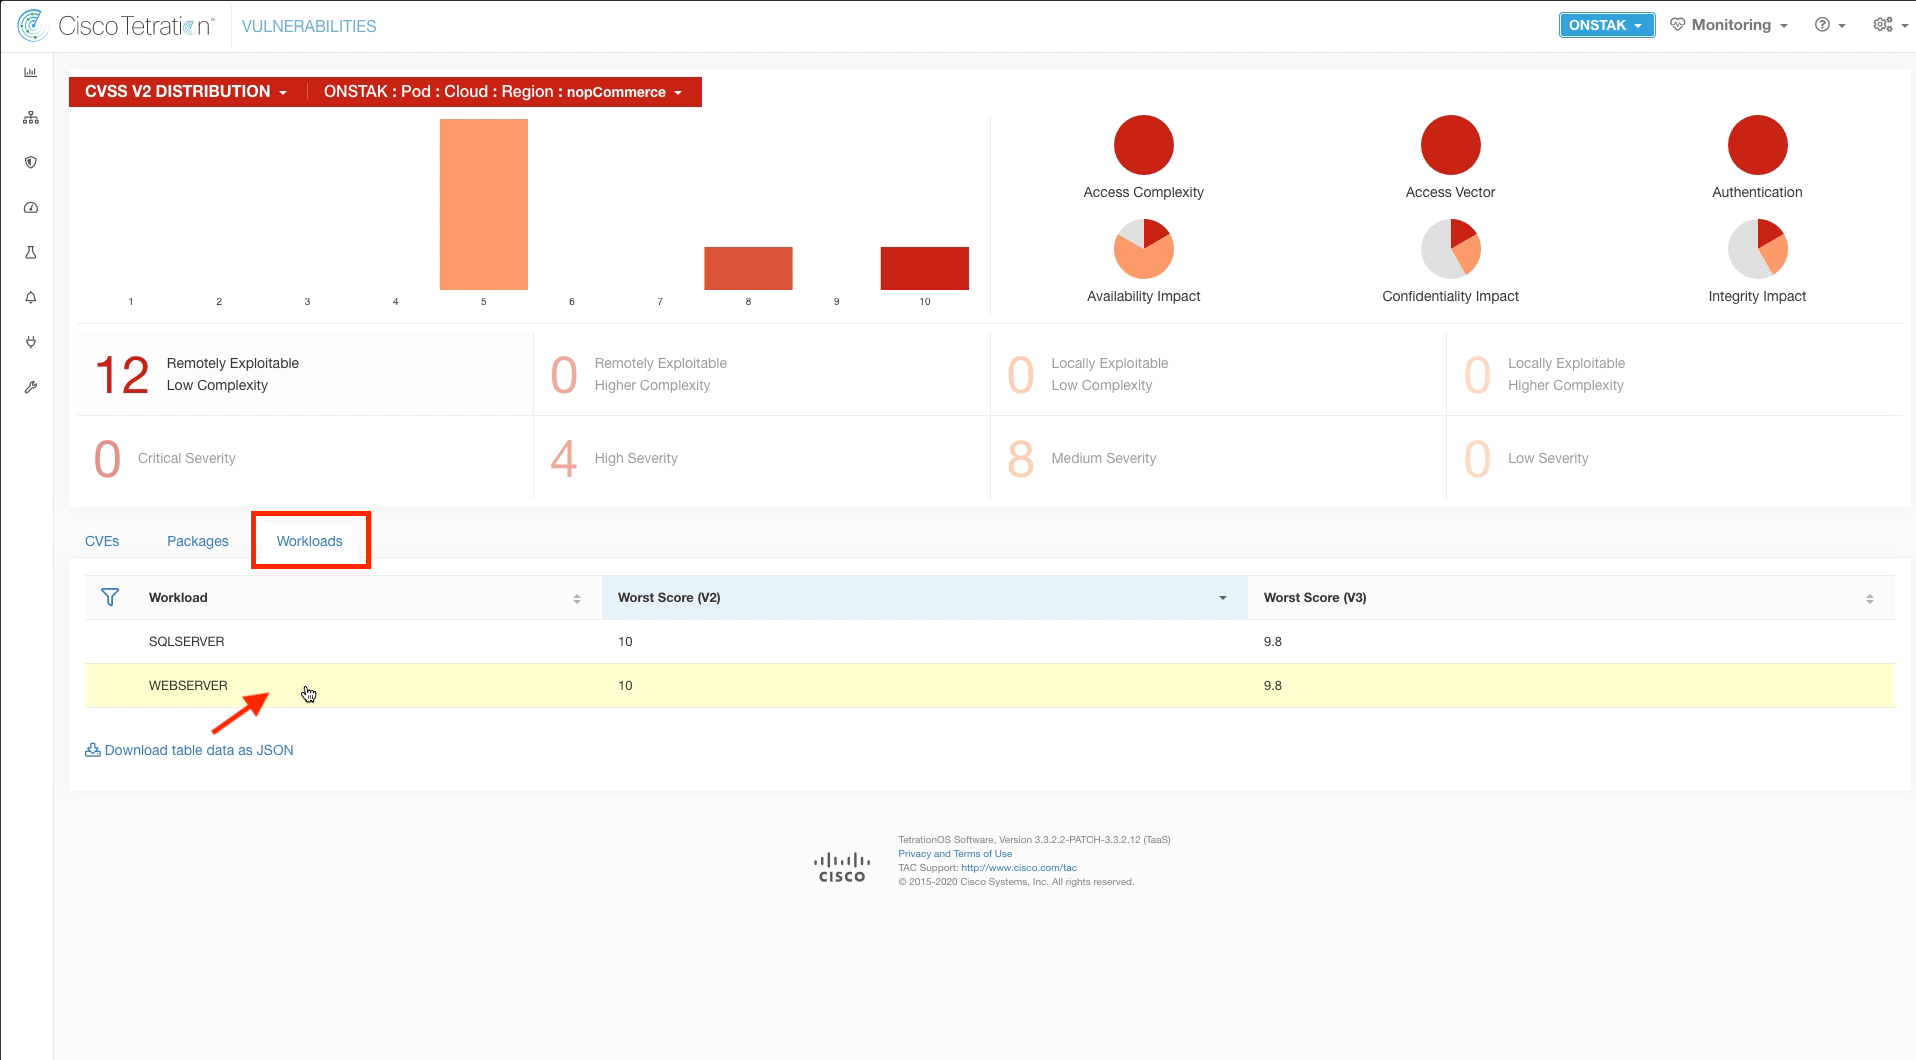 Cisco Tetration™
VULNERABILITIES
ONSTAK
Monitoring
CVSS V2 DISTRIBUTION
ONSTAK : Pod : Cloud : Region : nopCommerce
1 2 3 4 5 6 7 8 9 10
Access Complexity
Access Vector
Authentication
Availability Impact
Confidentiality Impact
Integrity Impact
12 Remotely Exploitable
Low Complexity
0 Remotely Exploitable
Higher Complexity
0 Locally Exploitable
Low Complexity
0 Locally Exploitable
Higher Complexity
0 Critical Severity
4 High Severity
8 Medium Severity
0 Low Severity
CVEs
Packages
Workloads
Workload Worst Score (V2) Worst Score (V3)
SQLSERVER 10 9.8
WEBSERVER 10 9.8
Download table data as JSON
CISCO
TetrationOS Software, Version 3.3.2.2-PATCH-3.3.2.12 (TaaS)
Privacy and Terms of Use
TAC Support: http://www.cisco.com/tac
© 2015-2020 Cisco Systems, Inc. All rights reserved.